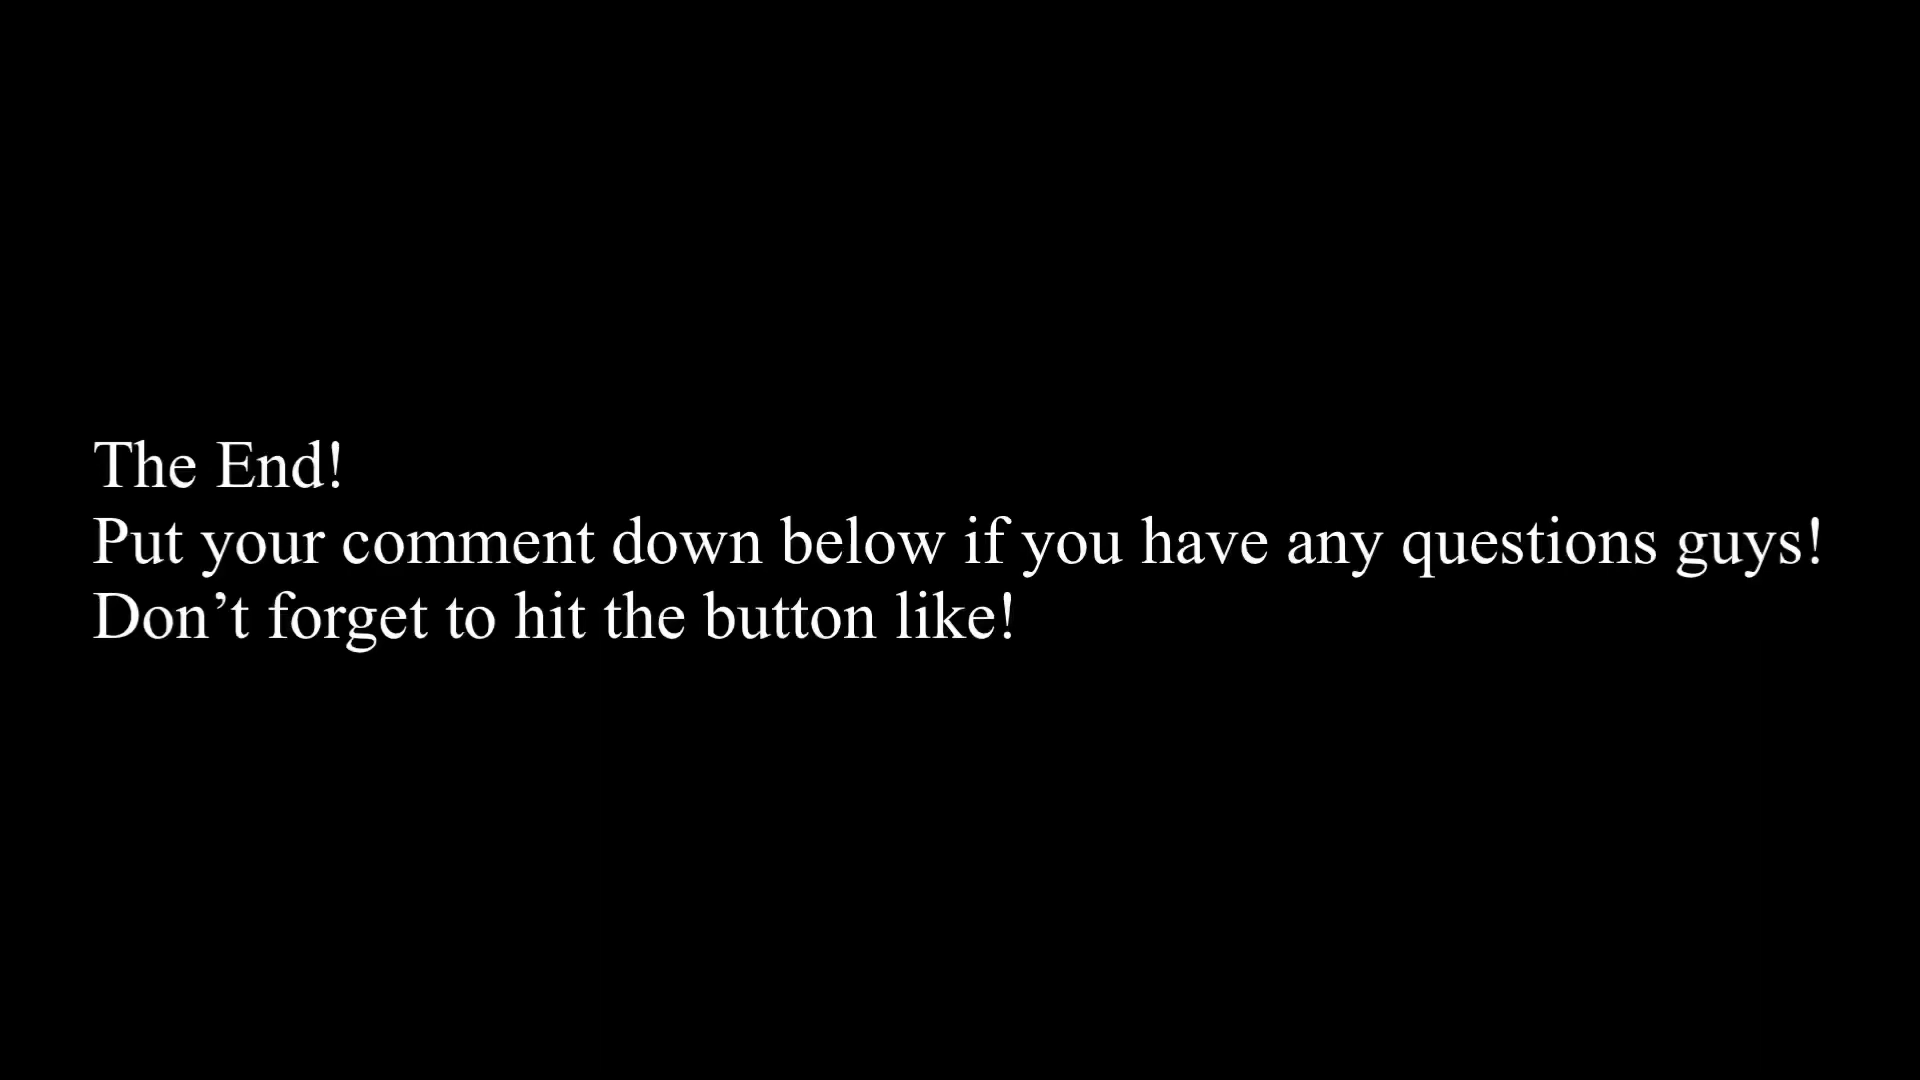 The End!
Put your comment down below if you have any questions guys!
Don’t forget to hit the button like!